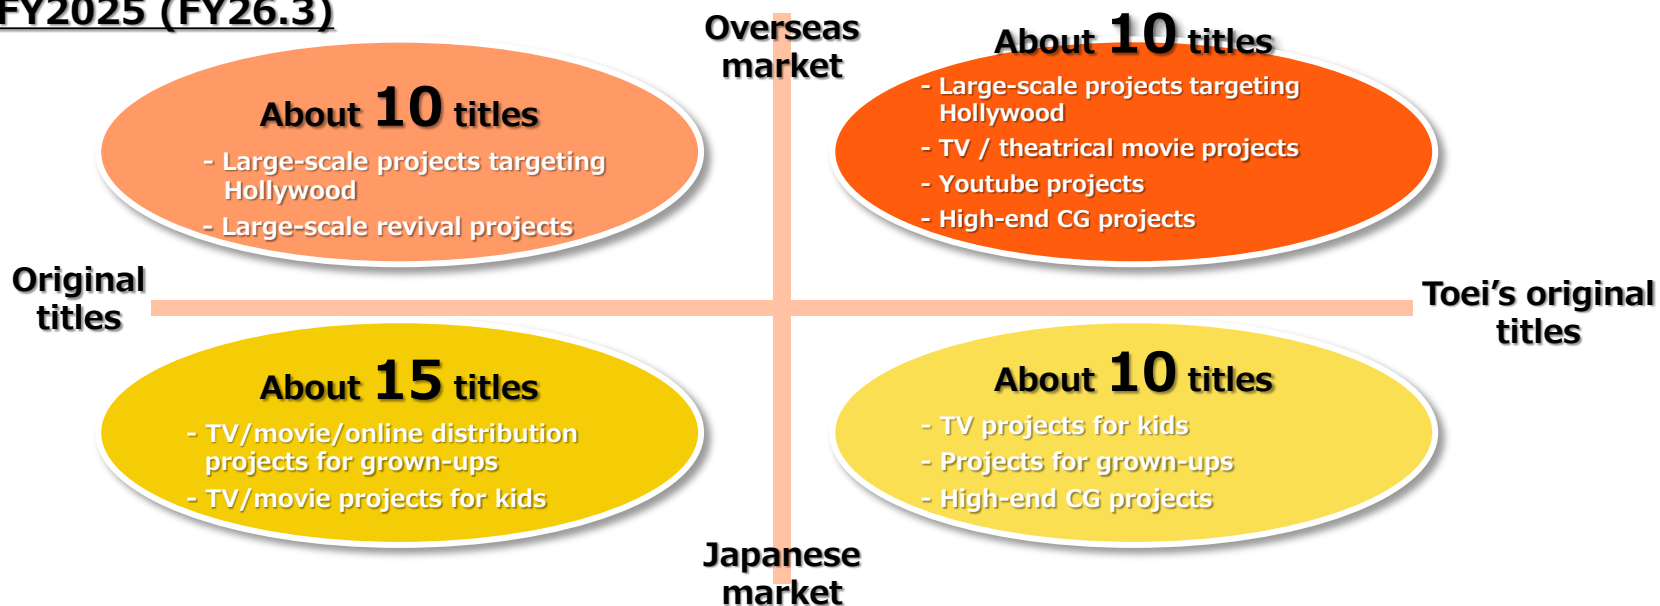 FY2025 (FY26.3)
Overseas
market
About 10 titles
- Large-scale projects targeting
Hollywood
- Large-scale revival projects
About 10 titles
- Large-scale projects targeting
Hollywood
- TV / theatrical movie projects
- Youtube projects
- High-end CG projects
Original
titles
Toei’s original
titles
About 15 titles
- TV/movie/online distribution
projects for grown-ups
- TV/movie projects for kids
About 10 titles
- TV projects for kids
- Projects for grown-ups
- High-end CG projects
Japanese
market